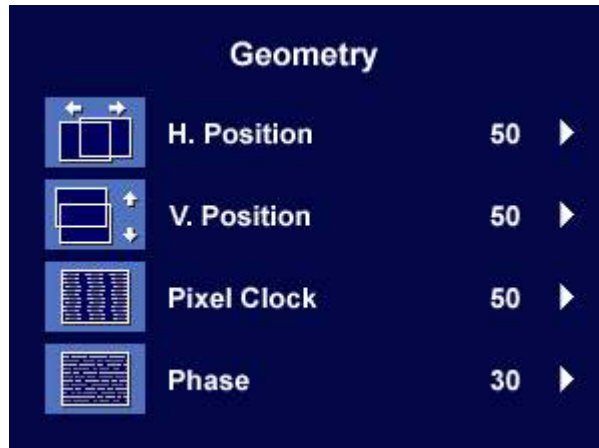 Geometry
H. Position 50
V. Position 50
Pixel Clock 50
Phase 30